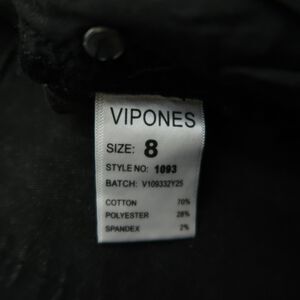 VIPONES
SIZE: 8
STYLE NO: 1093
BATCH: V109332Y25
COTTON 70%
POLYESTER 28%
SPANDEX 2%